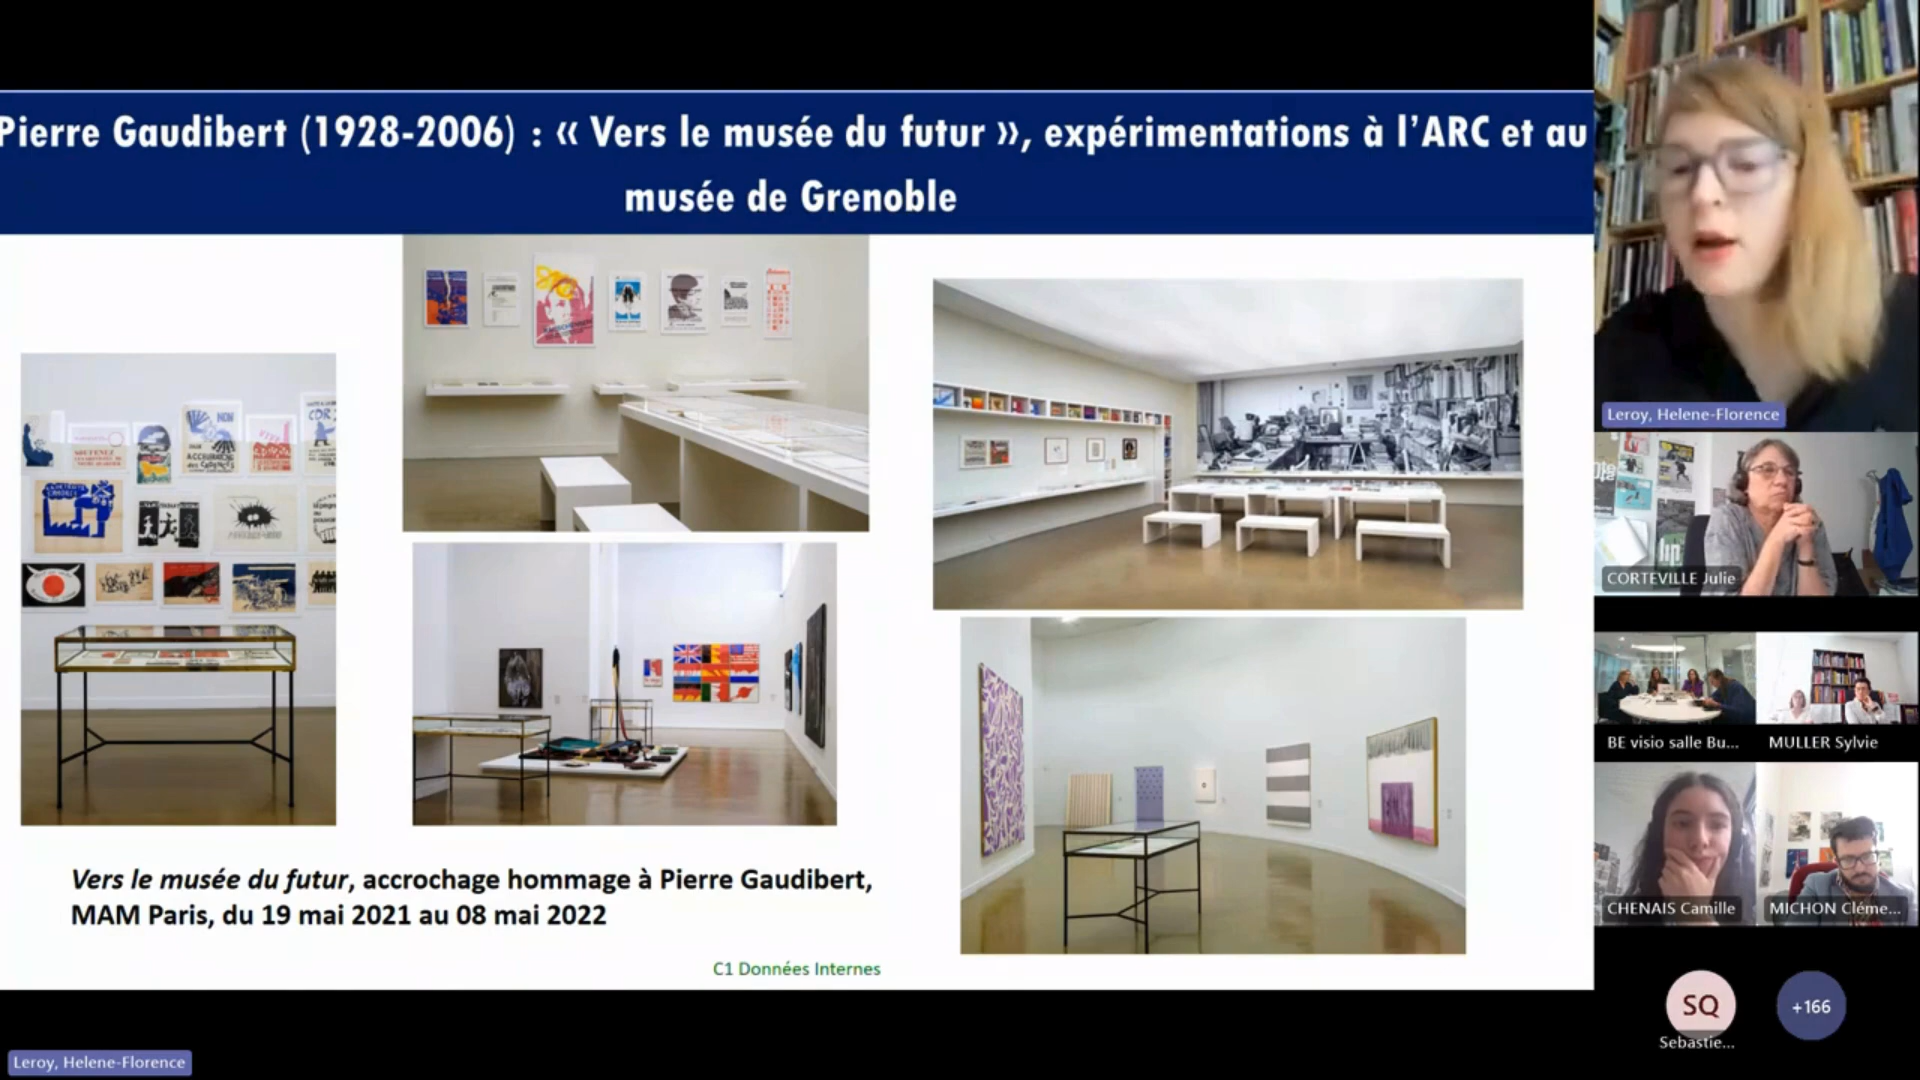 Pierre Gaudibert (1928-2006) : « Vers le musée du futur », expérimentations à l’ARC et au
musée de Grenoble
NON
Vers le musée du futur, accrochage hommage à Pierre Gaudibert,
MAM Paris, du 19 mai 2021 au 08 mai 2022
C1 Données Internes
Leroy, Helene-Florence
Leroy, Helene-Florence
CORTEVILLE Julie
BE visio salle Bu...
MULLER Sylvie
CHENAIS Camille
MICHON Cléme...
SQ
Sebastie...
+166